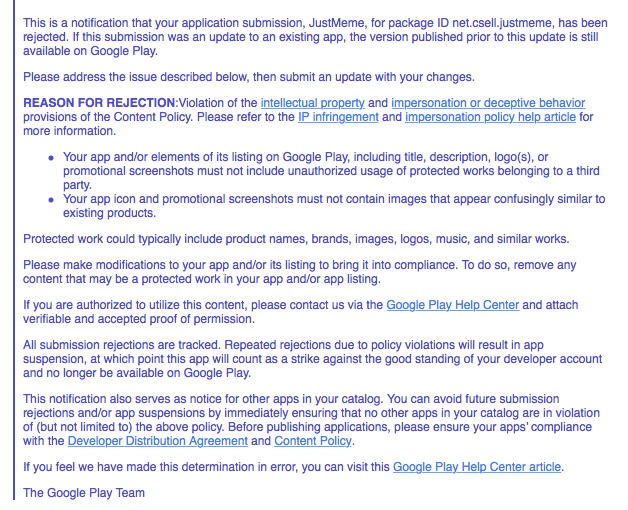 This is a notification that your application submission, JustMeme, for package ID net.csell.justmeme, has been
rejected. If this submission was an update to an existing app, the version published prior to this update is still
available on Google Play.
Please address the issue described below, then submit an update with your changes.
REASON FOR REJECTION:Violation of the intellectual property and impersonation or deceptive behavior
provisions of the Content Policy. Please refer to the IP infringement and impersonation policy help article for
more information.
• Your app and/or elements of its listing on Google Play, including title, description, logo(s), or
promotional screenshots must not include unauthorized usage of protected works belonging to a third
party.
• Your app icon and promotional screenshots must not contain images that appear confusingly similar to
existing products.
Protected work could typically include product names, brands, images, logos, music, and similar works.
Please make modifications to your app and/or its listing to bring it into compliance. To do so, remove any
content that may be a protected work in your app and/or app listing.
If you are authorized to utilize this content, please contact us via the Google Play Help Center and attach
verifiable and accepted proof of permission.
All submission rejections are tracked. Repeated rejections due to policy violations will result in app
suspension, at which point this app will count as a strike against the good standing of your developer account
and no longer be available on Google Play.
This notification also serves as notice for other apps in your catalog. You can avoid future submission
rejections and/or app suspensions by immediately ensuring that no other apps in your catalog are in violation
of (but not limited to) the above policy. Before publishing applications, please ensure your apps' compliance
with the Developer Distribution Agreement and Content Policy.
If you feel we have made this determination in error, you can visit this Google Play Help Center article.
The Google Play Team